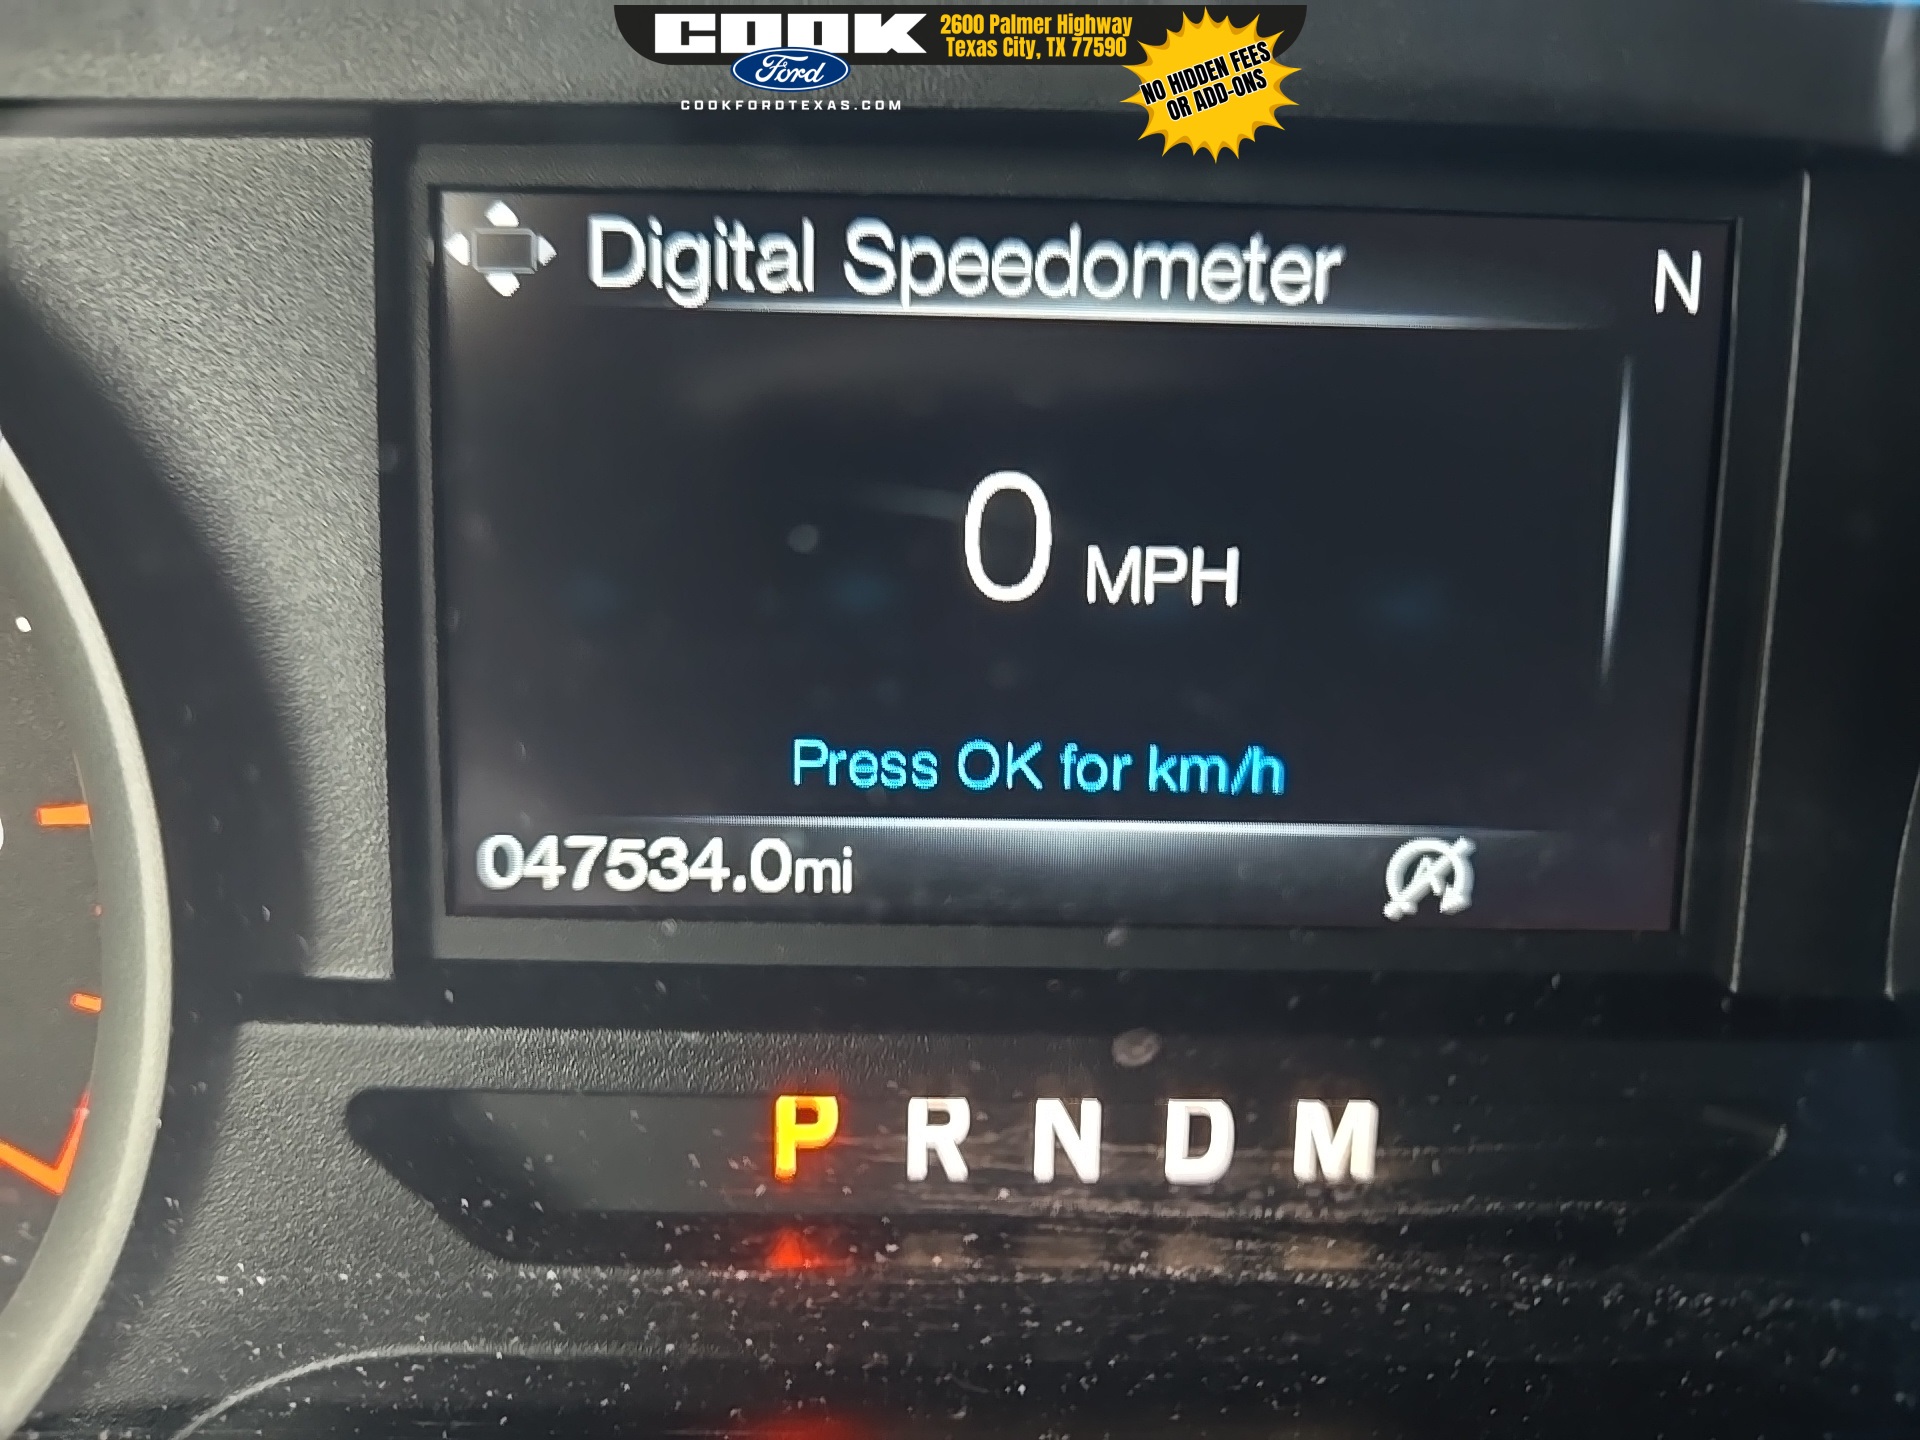 COOK
Ford
COOKFORDTEXAS.COM
2600 Palmer Highway
Texas City, TX 77590
NO HIDDEN FEES
OR ADD-ONS
Digital Speedometer
N
0 MPH
Press OK for km/h
047534.0mi
P R N D M